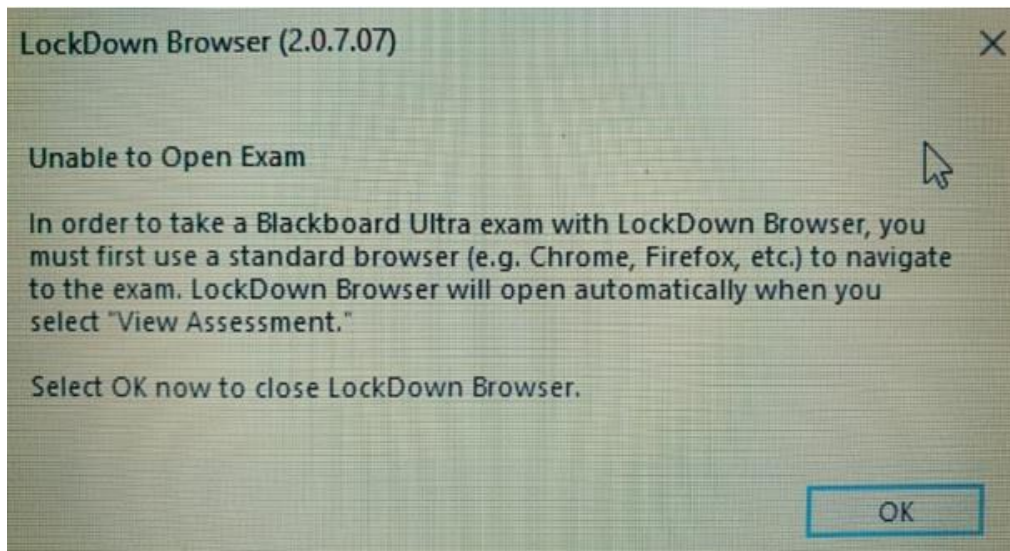 LockDown Browser (2.0.7.07)
Unable to Open Exam
In order to take a Blackboard Ultra exam with LockDown Browser, you
must first use a standard browser (e.g. Chrome, Firefox, etc.) to navigate
to the exam. LockDown Browser will open automatically when you
select "View Assessment."
Select OK now to close LockDown Browser.
OK